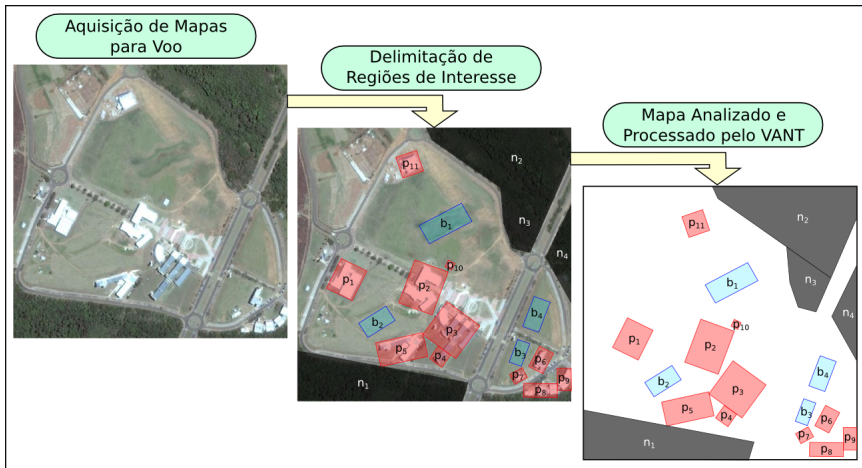 Aquisição de Mapas
para Voo
Delimitação de
Regiões de Interesse
Mapa Analizado e
Processado pelo VANT
p11
n2
b1
n3
n4
p10
p1
p2
b2
p3
b4
p5
p4
b3
p6
p7
p9
p8
n1
n2
p11
n3
b1
n4
p10
p1
p2
b4
b2
p3
p5
p4
b3
p6
p7
p9
n1
p8